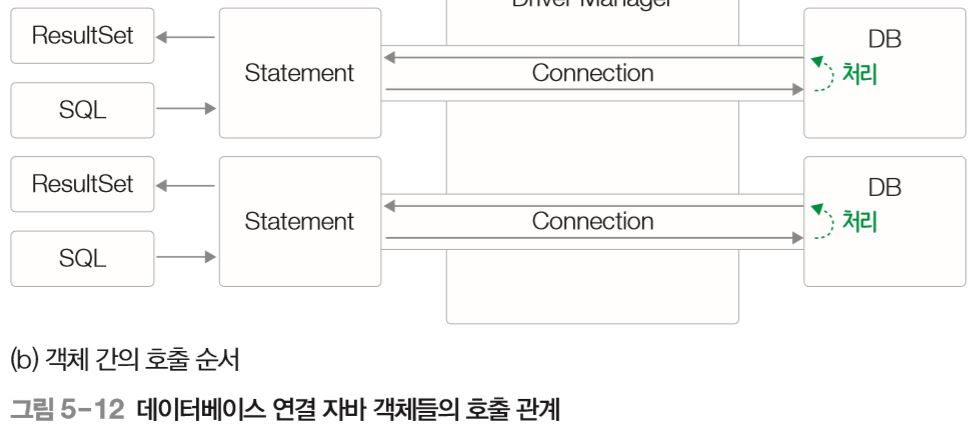 Driver Manager
ResultSet
DB
Statement
Connection
처리
SQL
ResultSet
DB
Statement
Connection
처리
SQL
(b) 객체 간의 호출 순서
그림 5-12 데이터베이스 연결 자바 객체들의 호출 관계